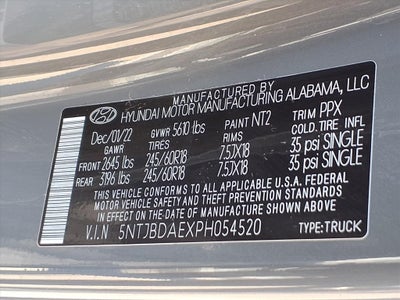 MANUFACTURED BY
HYUNDAI MOTOR MANUFACTURING ALABAMA, LLC
Dec/01/22 GVWR 5610 lbs PAINT NT2 TRIM PPX
GAWR TIRES RIMS COLD.TIRE INFL
FRONT 2645 lbs 245/60R18 7.5JX18 35 psi SINGLE
REAR 3196 lbs 245/60R18 7.5JX18 35 psi SINGLE
THIS VEHICLE CONFORMS TO ALL APPLICABLE U.S.A. FEDERAL
MOTOR VEHICLE SAFETY AND THEFT PREVENTION STANDARDS
IN EFFECT ON THE DATE OF MANUFACTURE SHOWN ABOVE.
V.I.N 5NTJBDAEXPH054520 TYPE:TRUCK